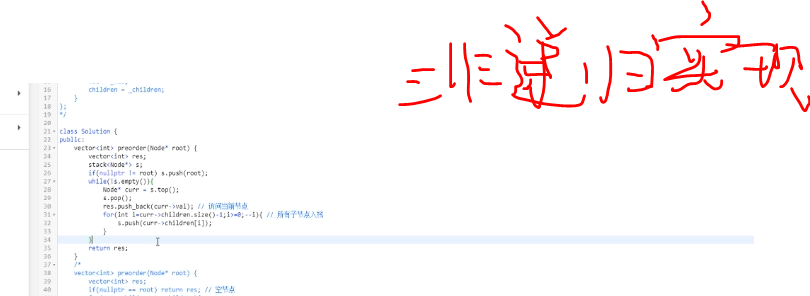 三非递归实现
16 children = _children;
17 }
18 };
19 */
20
21 class Solution {
22 public:
23 vector<int> preorder(Node* root) {
24 vector<int> res;
25 stack<Node*> s;
26 if(nullptr != root) s.push(root);
27 while(!s.empty()){
28 Node* curr = s.top();
29 s.pop();
30 res.push_back(curr->val); // 访问当前节点
31 for(int i=curr->children.size()-1;i>=0;--i){ // 所有子节点入栈
32 s.push(curr->children[i]);
33 }
34 }
35 return res;
36 }
37 /*
38 vector<int> preorder(Node* root) {
39 vector<int> res;
40 if(nullptr == root) return res; // 空节点